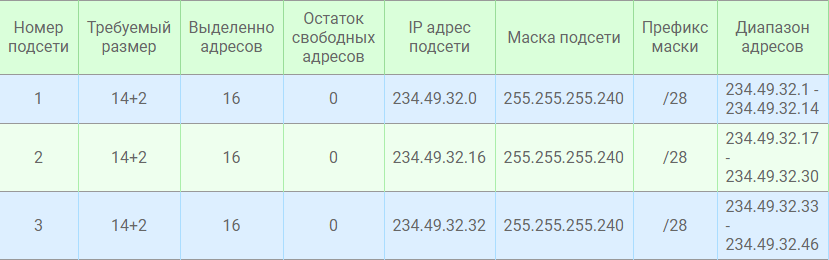 Номер подсети Требуемый размер Выделенно адресов Остаток свободных адресов IP адрес подсети Маска подсети Префикс маски Диапазон адресов
1 14+2 16 0 234.49.32.0 255.255.255.240 /28 234.49.32.1 - 234.49.32.14
2 14+2 16 0 234.49.32.16 255.255.255.240 /28 234.49.32.17 - 234.49.32.30
3 14+2 16 0 234.49.32.32 255.255.255.240 /28 234.49.32.33 - 234.49.32.46